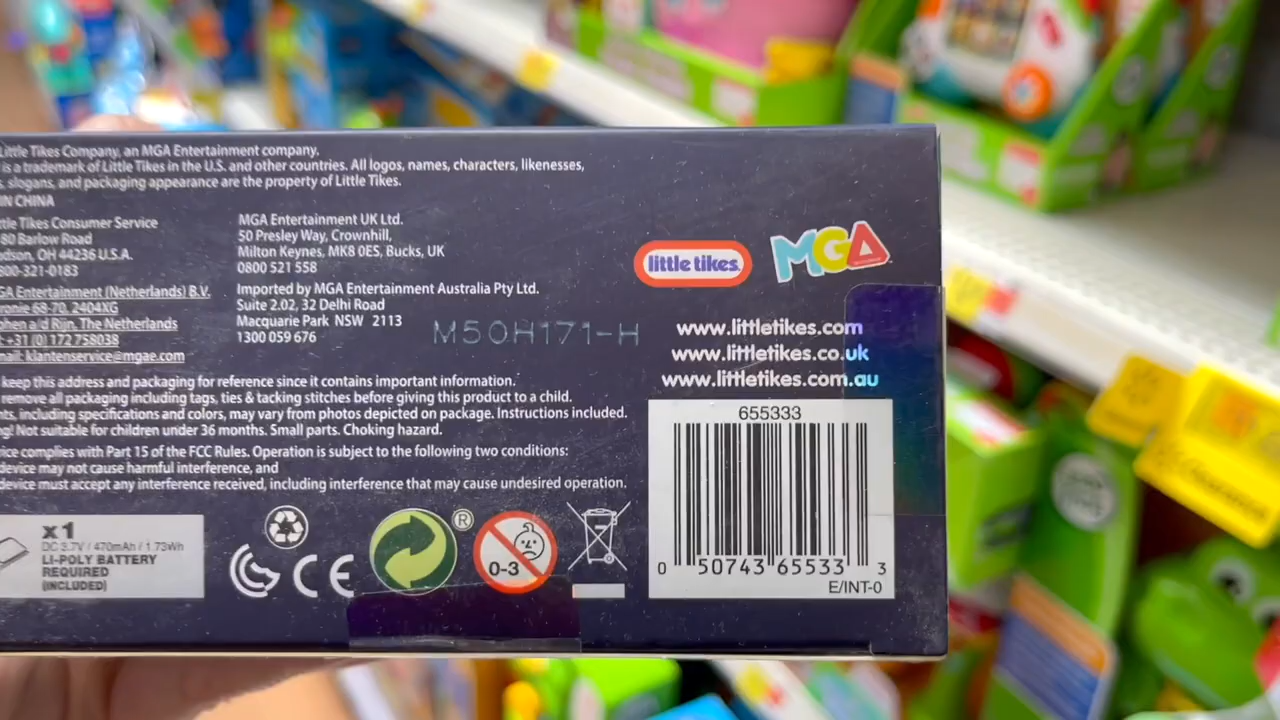 Little Tikes Company, an MGA Entertainment company.
is a trademark of Little Tikes in the U.S. and other countries. All logos, names, characters, likenesses,
slogans, and packaging appearance are the property of Little Tikes.
IN CHINA
ttle Tikes Consumer Service
80 Barlow Road
dson, OH 44236 U.S.A.
800-321-0183
GA Entertainment (Netherlands) B.V.
ronie 68-70, 2404XG
phen a/d Rijn, The Netherlands
: +31 (0) 172 758038
mail: klantenservice@mgae.com
MGA Entertainment UK Ltd.
50 Presley Way, Crownhill,
Milton Keynes, MK8 0ES, Bucks, UK
0800 521 558
Imported by MGA Entertainment Australia Pty Ltd.
Suite 2.02, 32 Delhi Road
Macquarie Park NSW 2113
1300 059 676
M50H171-H
little tikes
MGA
www.littletikes.com
www.littletikes.co.uk
www.littletikes.com.au
keep this address and packaging for reference since it contains important information.
remove all packaging including tags, ties & tacking stitches before giving this product to a child.
nts, including specifications and colors, may vary from photos depicted on package. Instructions included.
ng! Not suitable for children under 36 months. Small parts. Choking hazard.
ice complies with Part 15 of the FCC Rules. Operation is subject to the following two conditions:
device may not cause harmful interference, and
device must accept any interference received, including interference that may cause undesired operation.
x1
DC 3.7V / 470mAh / 1.73Wh
LI-POLY BATTERY
REQUIRED
(INCLUDED)
CE
®
0-3
655333
0 50743 65533 3
E/INT-0